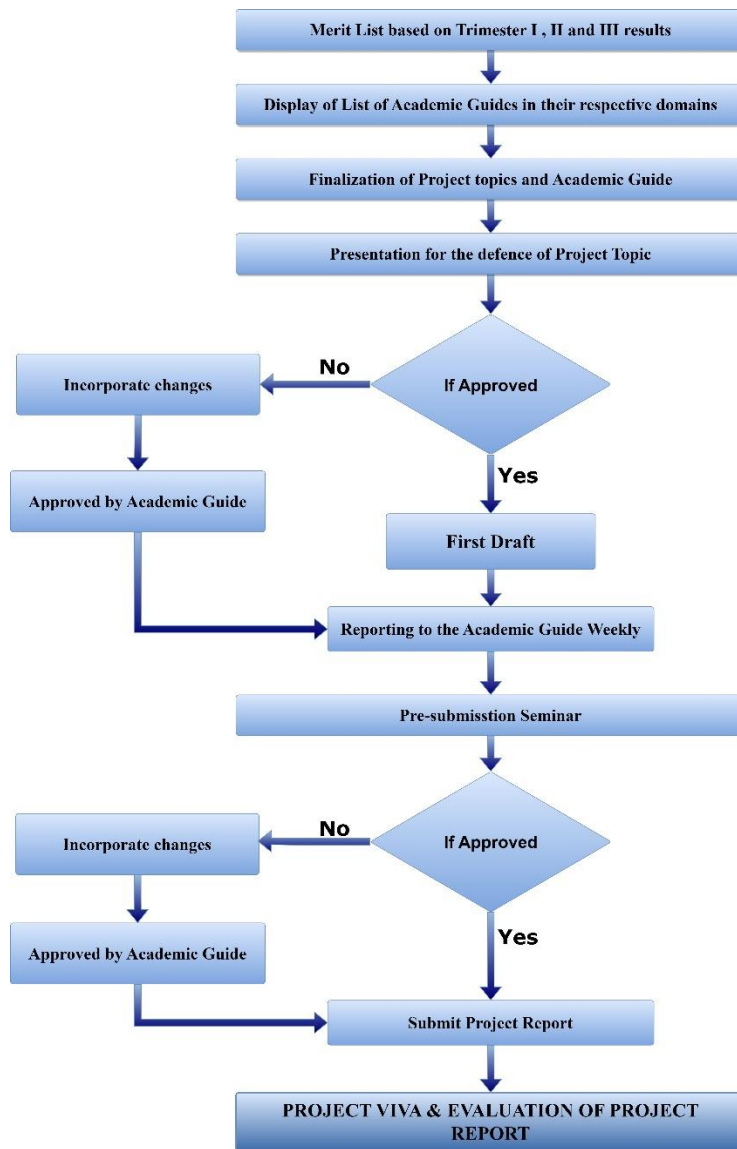 Merit List based on Trimester I , II and III results
Display of List of Academic Guides in their respective domains
Finalization of Project topics and Academic Guide
Presentation for the defence of Project Topic
If Approved
No
Incorporate changes
Approved by Academic Guide
Yes
First Draft
Reporting to the Academic Guide Weekly
Pre-submisstion Seminar
If Approved
No
Incorporate changes
Approved by Academic Guide
Yes
Submit Project Report
PROJECT VIVA & EVALUATION OF PROJECT
REPORT